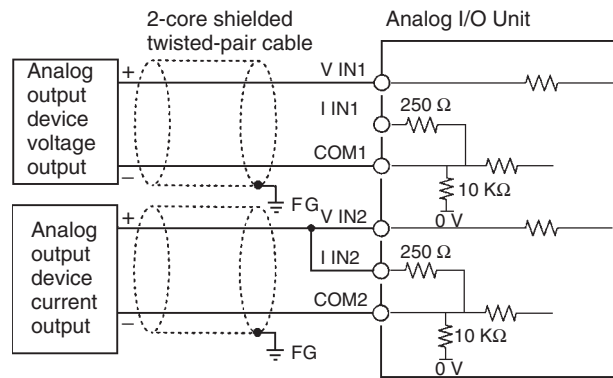 2-core shielded
twisted-pair cable
Analog I/O Unit
Analog
output
device
voltage
output
+
−
V IN1
I IN1
250 Ω
COM1
10 KΩ
0 V
FG
Analog
output
device
current
output
+
−
V IN2
I IN2
250 Ω
COM2
10 KΩ
0 V
FG